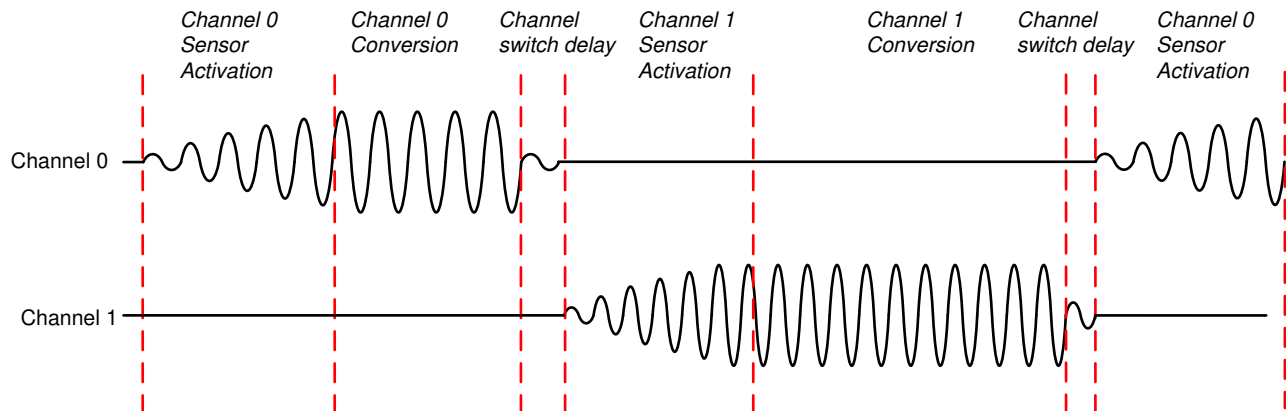 Channel 0
Sensor
Activation
Channel 0
Conversion
Channel
switch delay
Channel 1
Sensor
Activation
Channel 1
Conversion
Channel
switch delay
Channel 0
Sensor
Activation
Channel 0
Channel 1